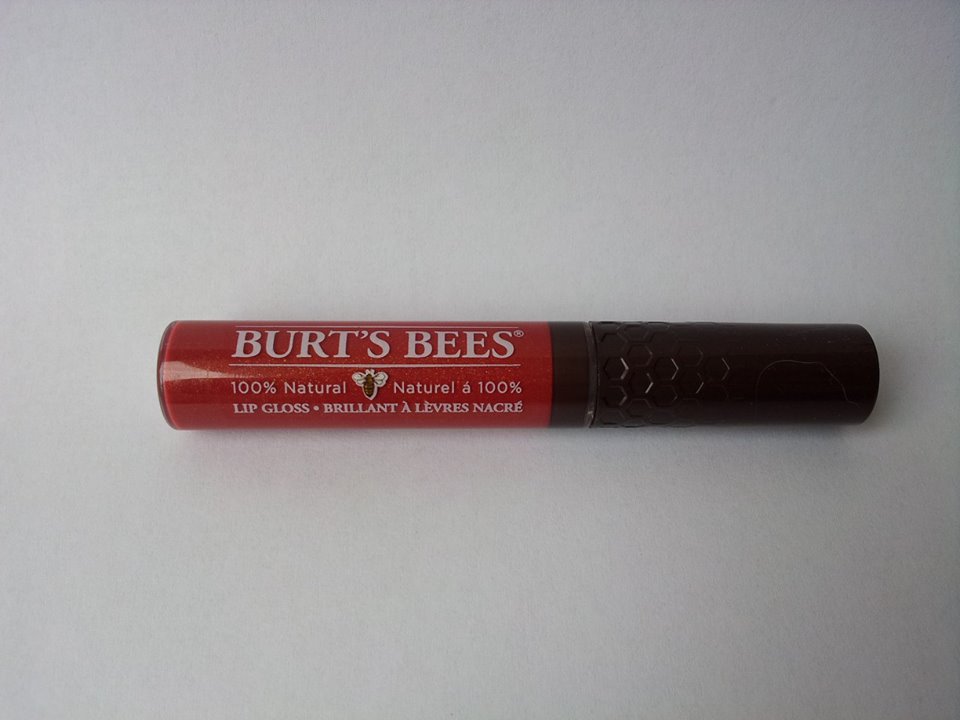 BURT'S BEES®
100% Natural Naturel á 100%
LIP GLOSS • BRILLANT À LÈVRES NACRÉ